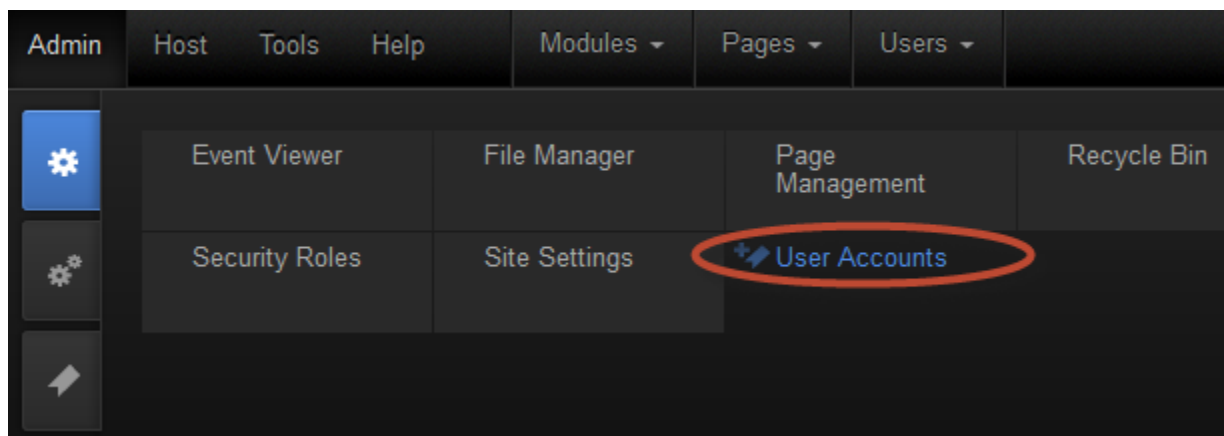 Admin Host Tools Help Modules Pages Users
Event Viewer File Manager Page Recycle Bin
Management
Security Roles Site Settings User Accounts